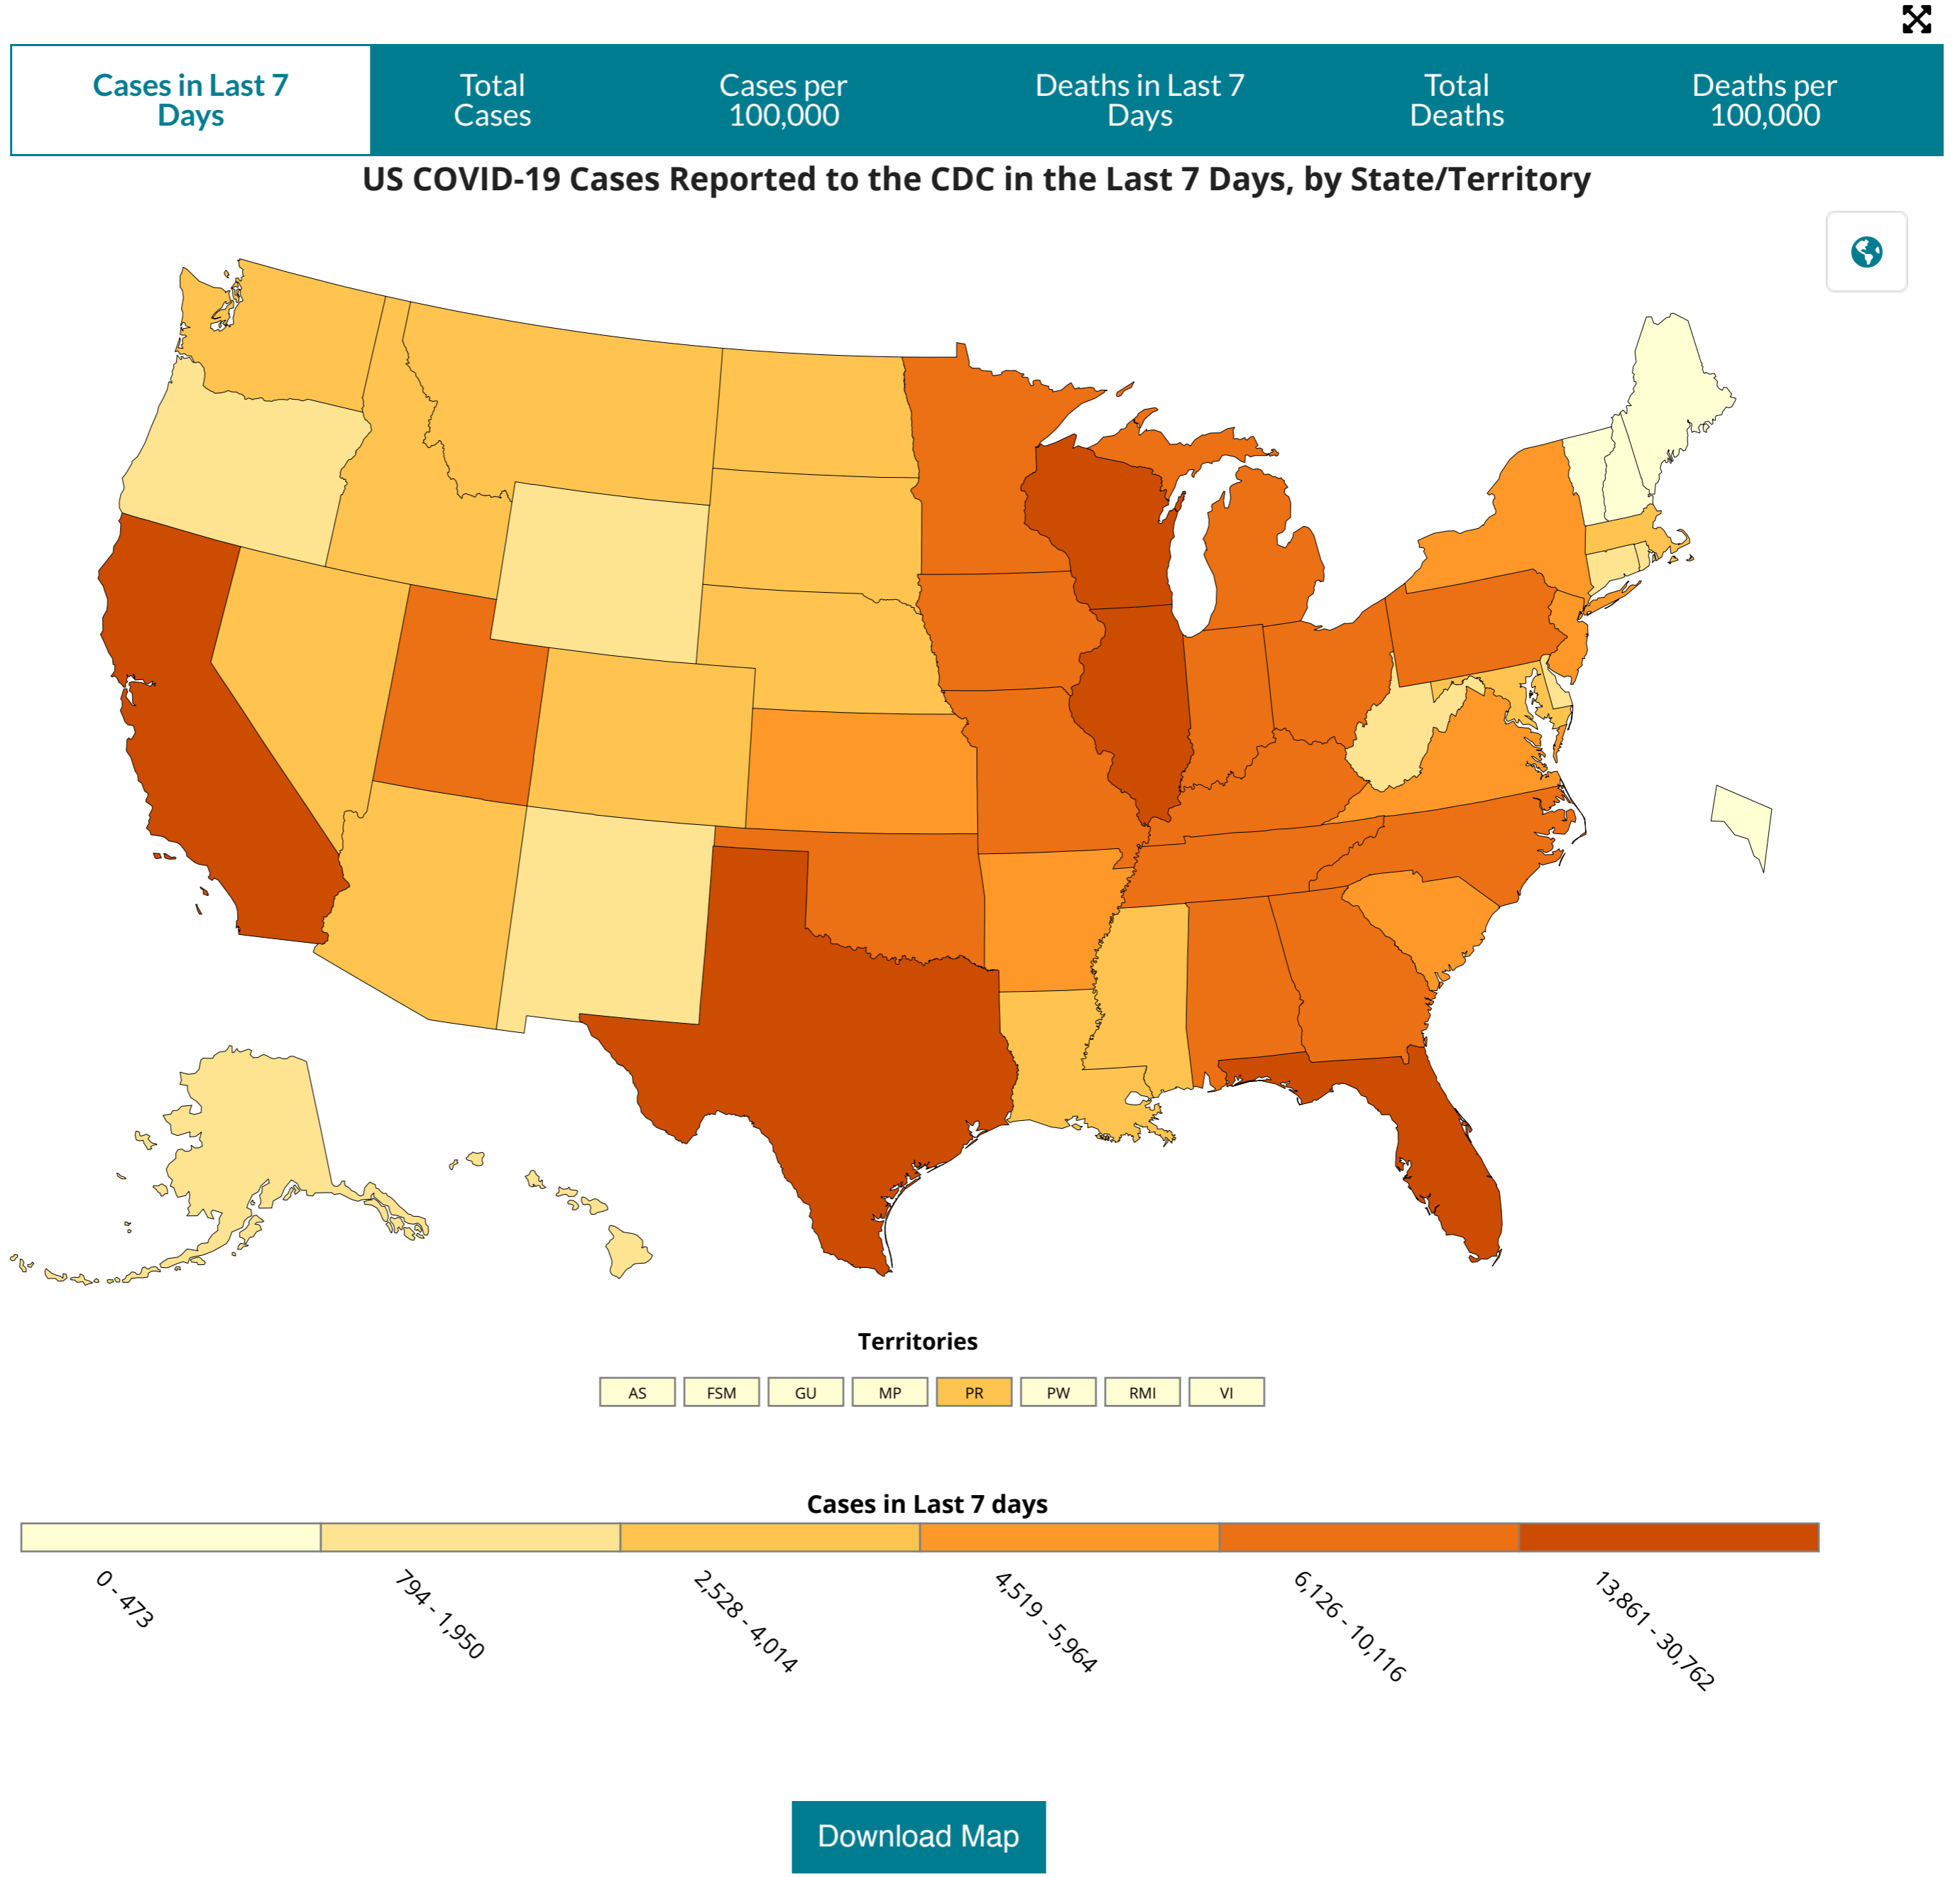 Cases in Last 7
Days
Total
Cases
Cases per
100,000
Deaths in Last 7
Days
Total
Deaths
Deaths per
100,000
US COVID-19 Cases Reported to the CDC in the Last 7 Days, by State/Territory
Territories
AS
FSM
GU
MP
PR
PW
RMI
VI
Cases in Last 7 days
0 - 473
794 - 1,950
2,528 - 4,014
4,519 - 5,964
6,126 - 10,116
13,861 - 30,762
Download Map